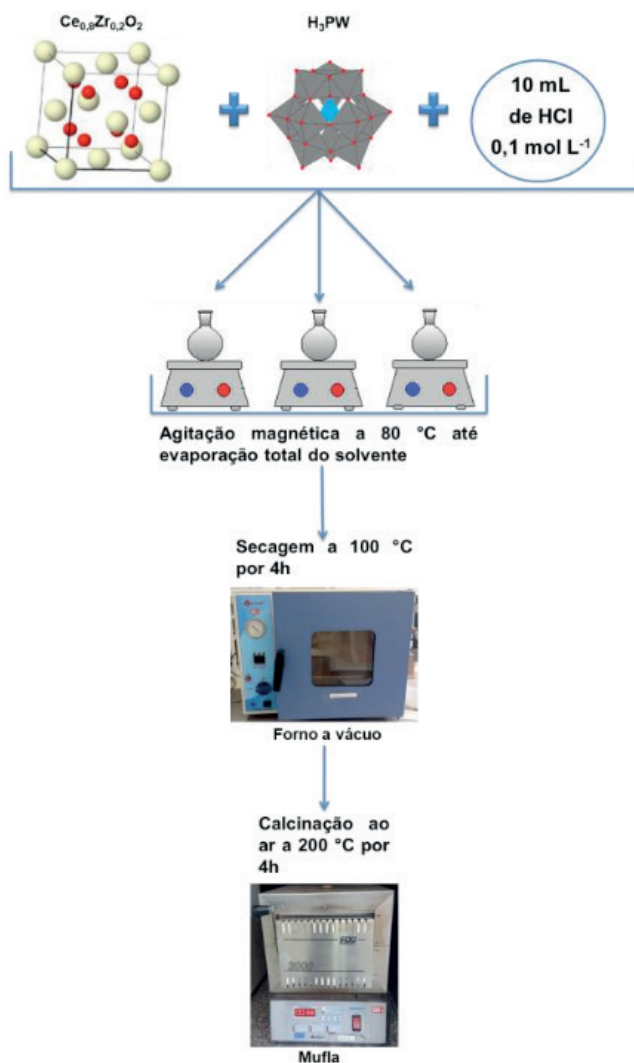 Ce0,8Zr0,2O2
H3PW
10 mL
de HCl
0,1 mol L-1
Agitação magnética a 80 °C até
evaporação total do solvente
Secagem a 100 °C
por 4h
Forno a vácuo
Calcinação ao
ar a 200 °C por
4h
3000
Mufla